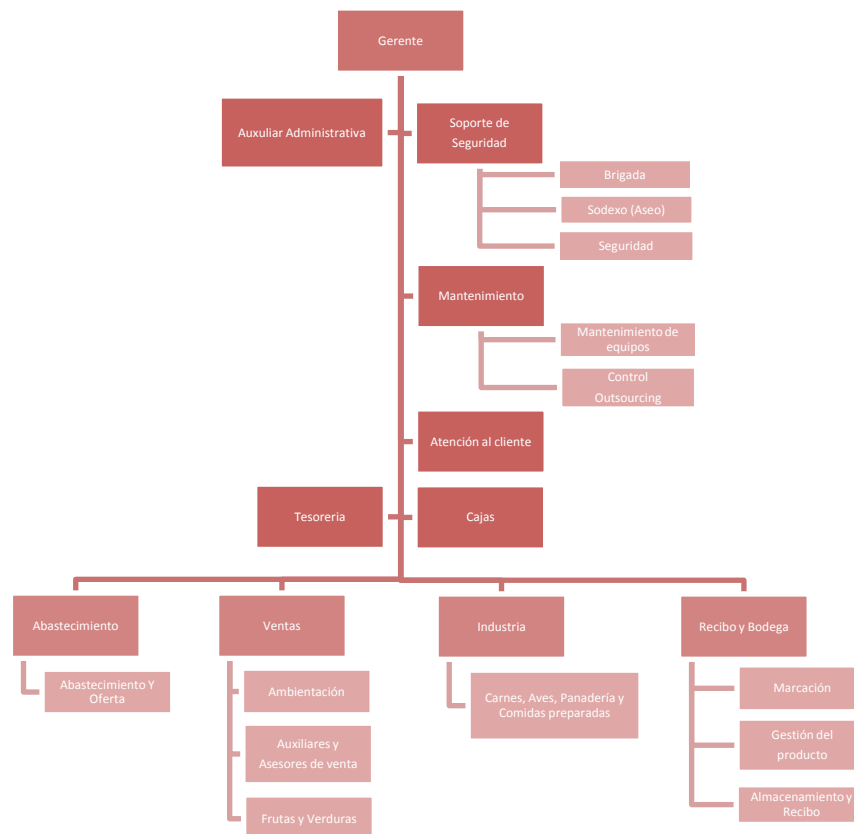 Gerente
Auxuliar Administrativa
Soporte de
Seguridad
Brigada
Sodexo (Aseo)
Seguridad
Mantenimiento
Mantenimiento de
equipos
Control
Outsourcing
Atención al cliente
Tesoreria
Cajas
Abastecimiento
Ventas
Industria
Recibo y Bodega
Abastecimiento Y
Oferta
Ambientación
Auxiliares y
Asesores de venta
Frutas y Verduras
Carnes, Aves, Panadería y
Comidas preparadas
Marcación
Gestión del
producto
Almacenamiento y
Recibo